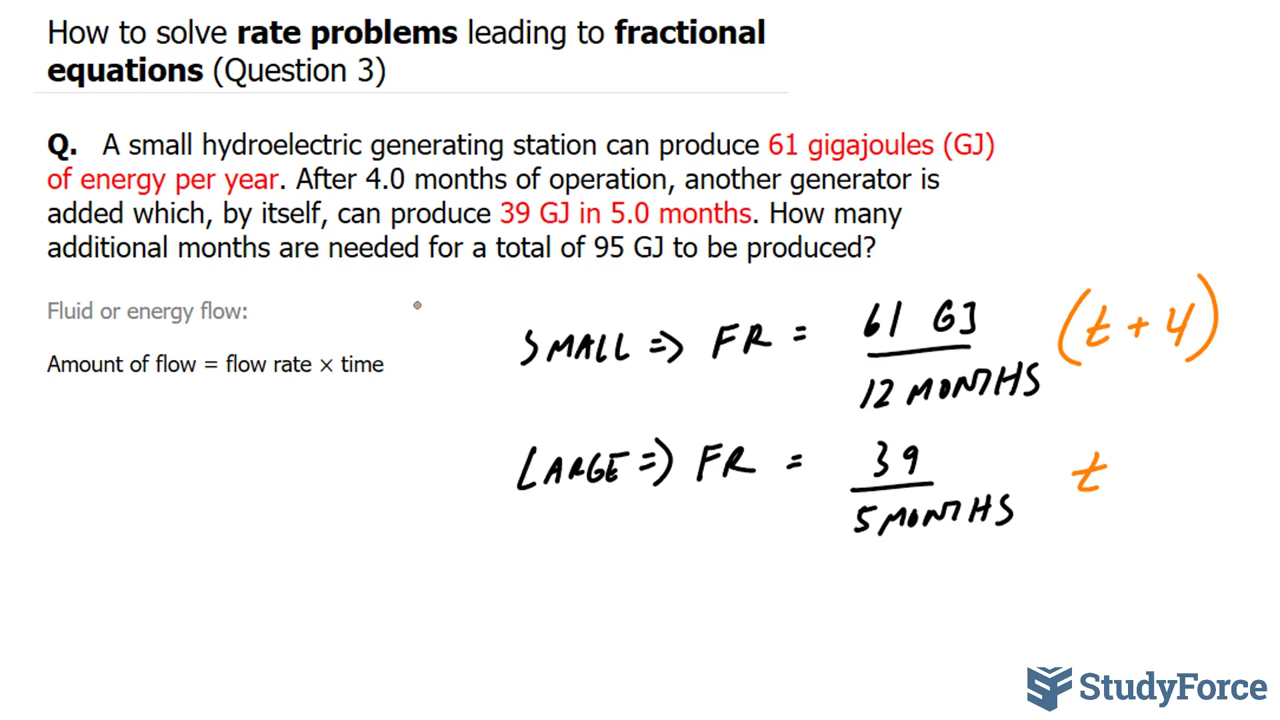 How to solve rate problems leading to fractional
equations (Question 3)
Q. A small hydroelectric generating station can produce 61 gigajoules (GJ)
of energy per year. After 4.0 months of operation, another generator is
added which, by itself, can produce 39 GJ in 5.0 months. How many
additional months are needed for a total of 95 GJ to be produced?
Fluid or energy flow:
Amount of flow = flow rate × time
SMALL => FR = 61 GJ / 12 MONTHS (t + 4)
LARGE => FR = 39 / 5 MONTHS t
StudyForce